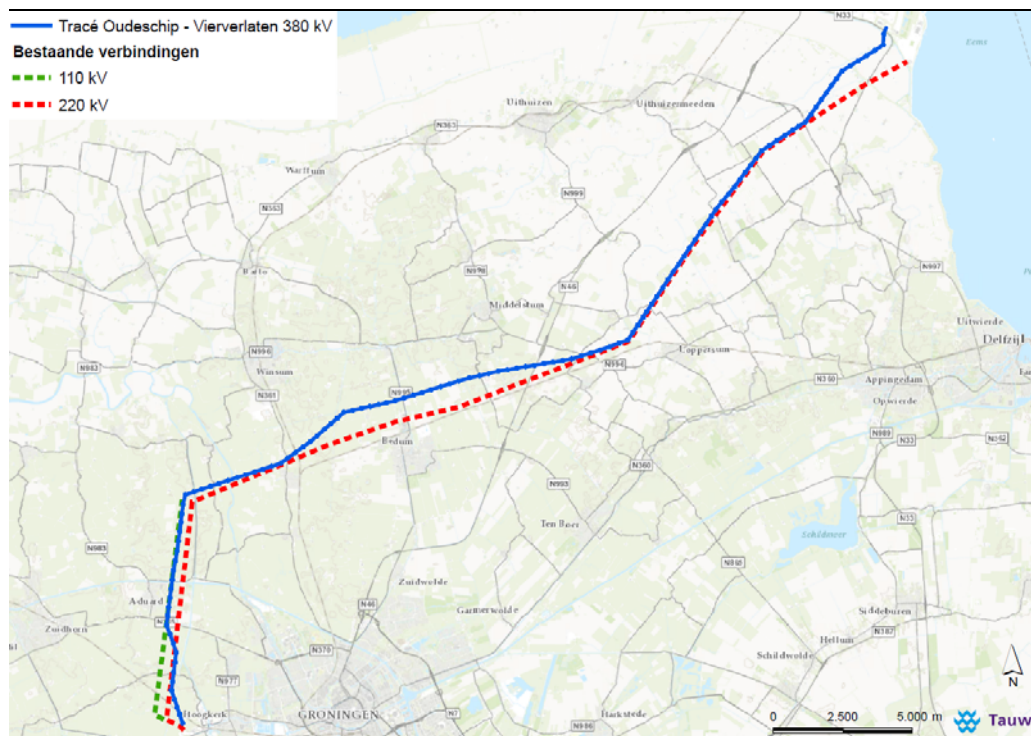 Tracé Oudeschip - Vierverlaten 380 kV
Bestaande verbindingen
110 kV
220 kV
N33
Eems
Uithuizen
Uithuizermeeden
N363
Warffum
N999
N363
Baflo
N998
N46
N997
Middelstum
Uitwierde
Delfzijl
N996
Loppersum
N983
Winsum
N994
N360
Appingedam
N361
N995
Opwierde
Bedum
N989
N33
N362
N360
N993
Ten Boer
N33
Schildmeer
N983
N865
Zuidwolde
Aduard
N46
Garmerwolde
Siddeburen
Zuidhorn
N387
Hellum
N370
Schildwolde
N977
N
Hoogkerk
GRONINGEN
N7
Harkstede
N986
0 2.500 5.000 m
Tauw